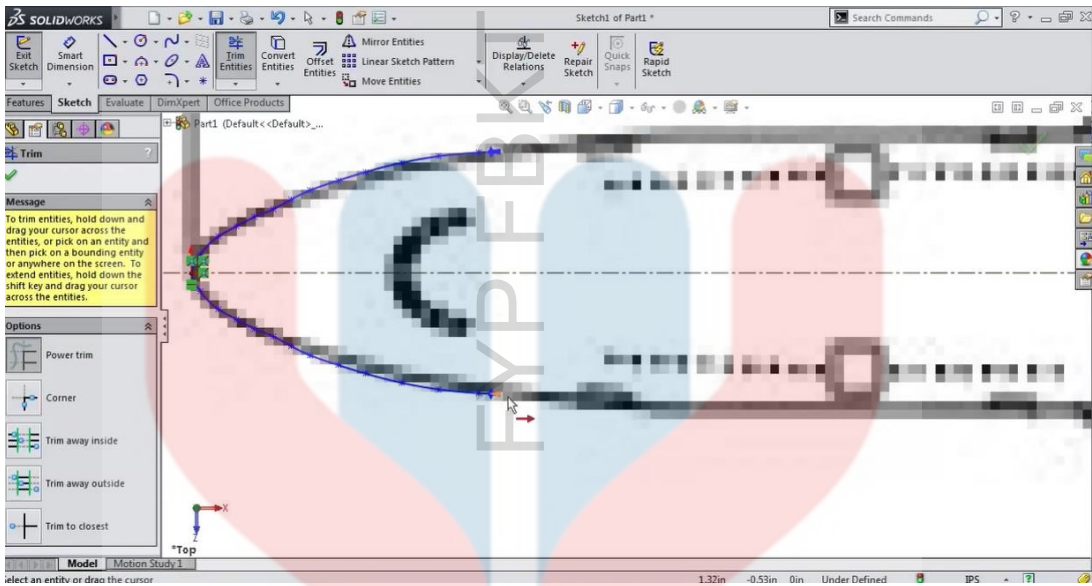 SOLIDWORKS
Sketch1 of Part1 *
Search Commands
Exit Sketch
Smart Dimension
Trim Entities
Convert Entities
Offset Entities
Mirror Entities
Linear Sketch Pattern
Move Entities
Display/Delete Relations
Repair Sketch
Quick Snaps
Rapid Sketch
Features
Sketch
Evaluate
DimXpert
Office Products
Part1 (Default<<Default>_...
Trim
?
Message
To trim entities, hold down and
drag your cursor across the
entities, or pick on an entity and
then pick on a bounding entity
or anywhere on the screen. To
extend entities, hold down the
shift key and drag your cursor
across the entities.
Options
Power trim
Corner
Trim away inside
Trim away outside
Trim to closest
X
Z
*Top
FYP FBKT
Model
Motion Study 1
Select an entity or drag the cursor
1.32in
-0.53in
0in
Under Defined
IPS